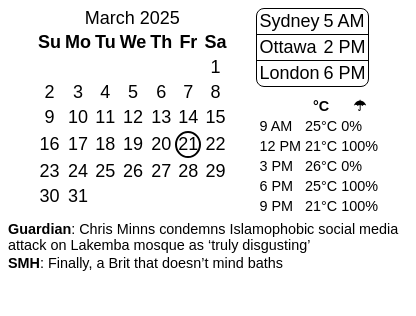 March 2025
Su Mo Tu We Th Fr Sa
1
2 3 4 5 6 7 8
9 10 11 12 13 14 15
16 17 18 19 20 21 22
23 24 25 26 27 28 29
30 31
Sydney 5 AM
Ottawa 2 PM
London 6 PM
°C ☂
9 AM 25°C 0%
12 PM 21°C 100%
3 PM 26°C 0%
6 PM 25°C 100%
9 PM 21°C 100%
Guardian: Chris Minns condemns Islamophobic social media
attack on Lakemba mosque as ‘truly disgusting’
SMH: Finally, a Brit that doesn’t mind baths